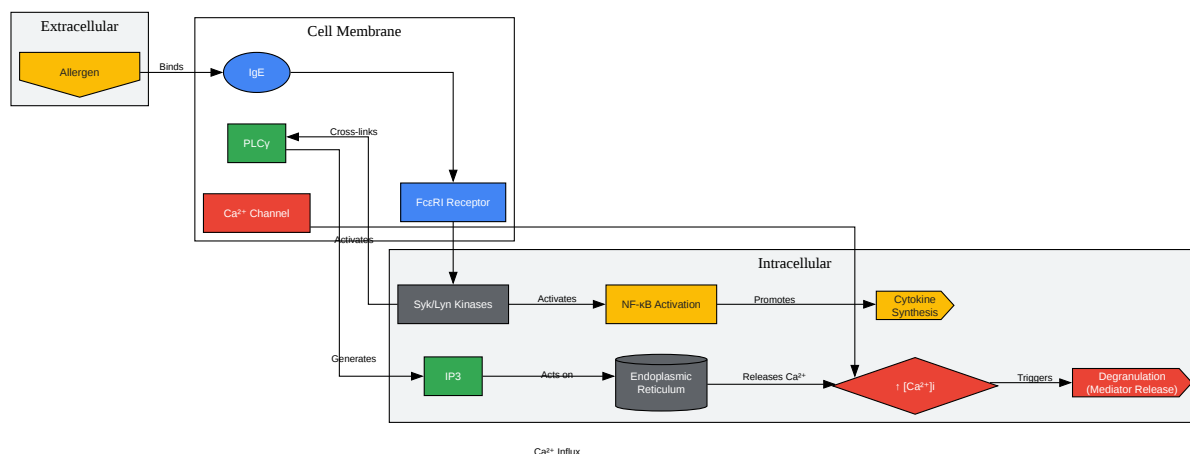 Extracellular
Cell Membrane
Allergen
Binds
IgE
Cross-links
PLCγ
FcεRI Receptor
Ca²⁺ Channel
Activates
Intracellular
Syk/Lyn Kinases
Activates
NF-κB Activation
Promotes
Cytokine
Synthesis
Generates
IP3
Acts on
Endoplasmic
Reticulum
Releases Ca²⁺
↑ [Ca²⁺]i
Triggers
Degranulation
(Mediator Release)
Ca²⁺ Influx